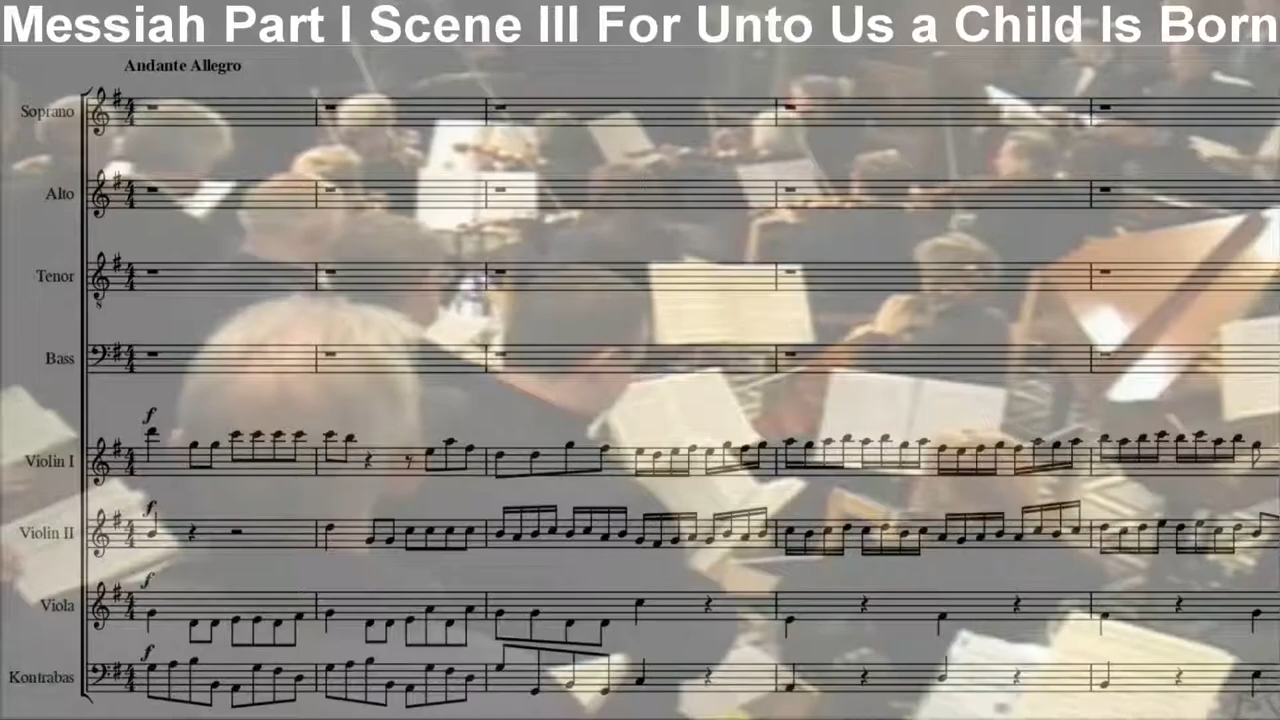 Messiah Part I Scene III For Unto Us a Child Is Born
Andante Allegro
Soprano
Alto
Tenor
8
Bass
f
Violin I
f
Violin II
f
Viola
f
Kontrabas